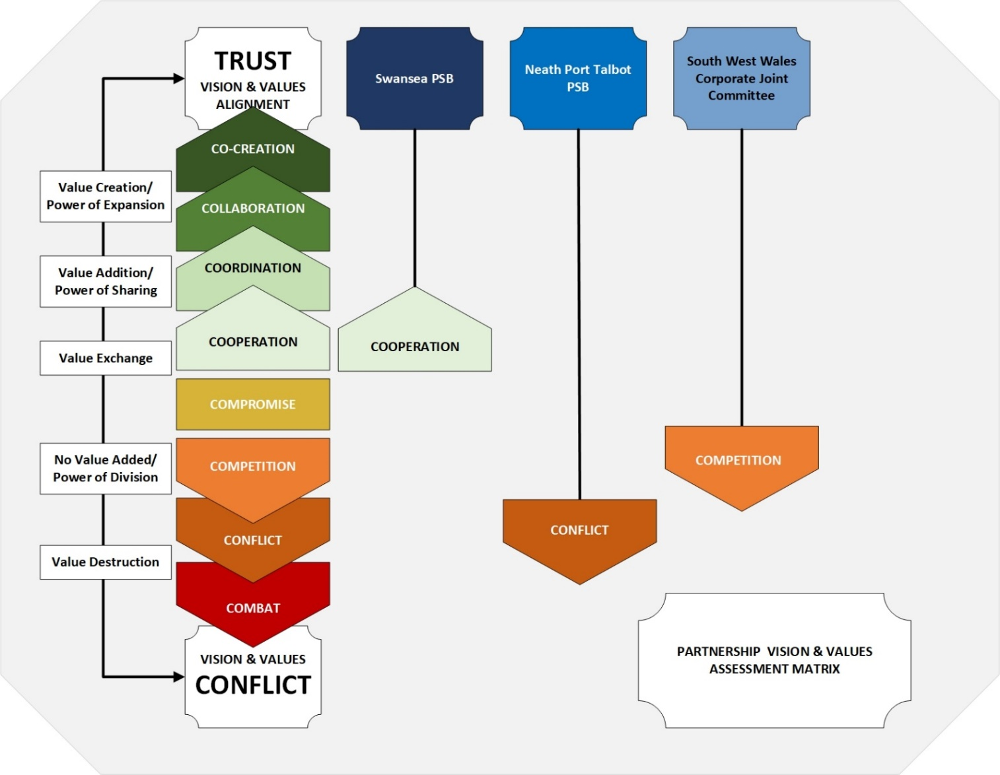 TRUST
VISION & VALUES
ALIGNMENT
Swansea PSB
Neath Port Talbot
PSB
South West Wales
Corporate Joint
Committee
CO-CREATION
Value Creation/
Power of Expansion
COLLABORATION
Value Addition/
Power of Sharing
COORDINATION
Value Exchange
COOPERATION
COOPERATION
COMPROMISE
No Value Added/
Power of Division
COMPETITION
COMPETITION
CONFLICT
CONFLICT
Value Destruction
COMBAT
VISION & VALUES
CONFLICT
PARTNERSHIP VISION & VALUES
ASSESSMENT MATRIX